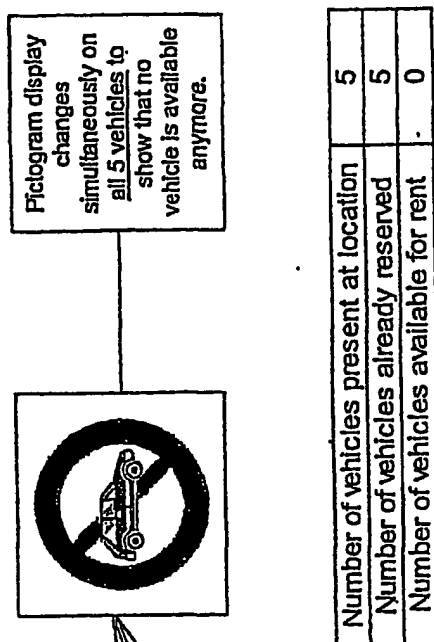 Pictogram display
changes
simultaneously on
all 5 vehicles to
show that no
vehicle is available
anymore.
Number of vehicles present at location 5
Number of vehicles already reserved 5
Number of vehicles available for rent 0